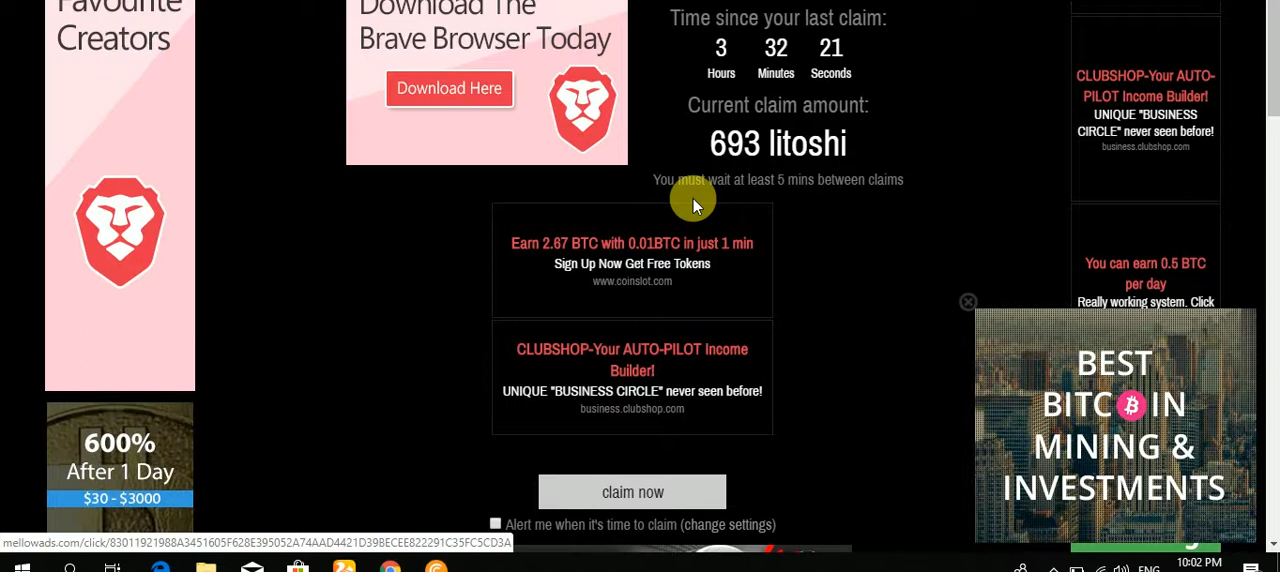 Favourite
Creators
600%
After 1 Day
$30 - $3000
Download The
Brave Browser Today
Download Here
Time since your last claim:
3 32 21
Hours Minutes Seconds
Current claim amount:
693 litoshi
You must wait at least 5 mins between claims
Earn 2.67 BTC with 0.01BTC in just 1 min
Sign Up Now Get Free Tokens
www.coinslot.com
CLUBSHOP-Your AUTO-PILOT Income
Builder!
UNIQUE "BUSINESS CIRCLE" never seen before!
business.clubshop.com
claim now
Alert me when it's time to claim (change settings)
CLUBSHOP-Your AUTO-
PILOT Income Builder!
UNIQUE "BUSINESS
CIRCLE" never seen before!
business.clubshop.com
You can earn 0.5 BTC
per day
Really working system. Click
BEST
BITCOIN
MINING &
INVESTMENTS
mellowads.com/click/83011921988A3451605F628E395052A74AAD4421D39BECEE822291C35FC5CD3A
ENG
10:02 PM